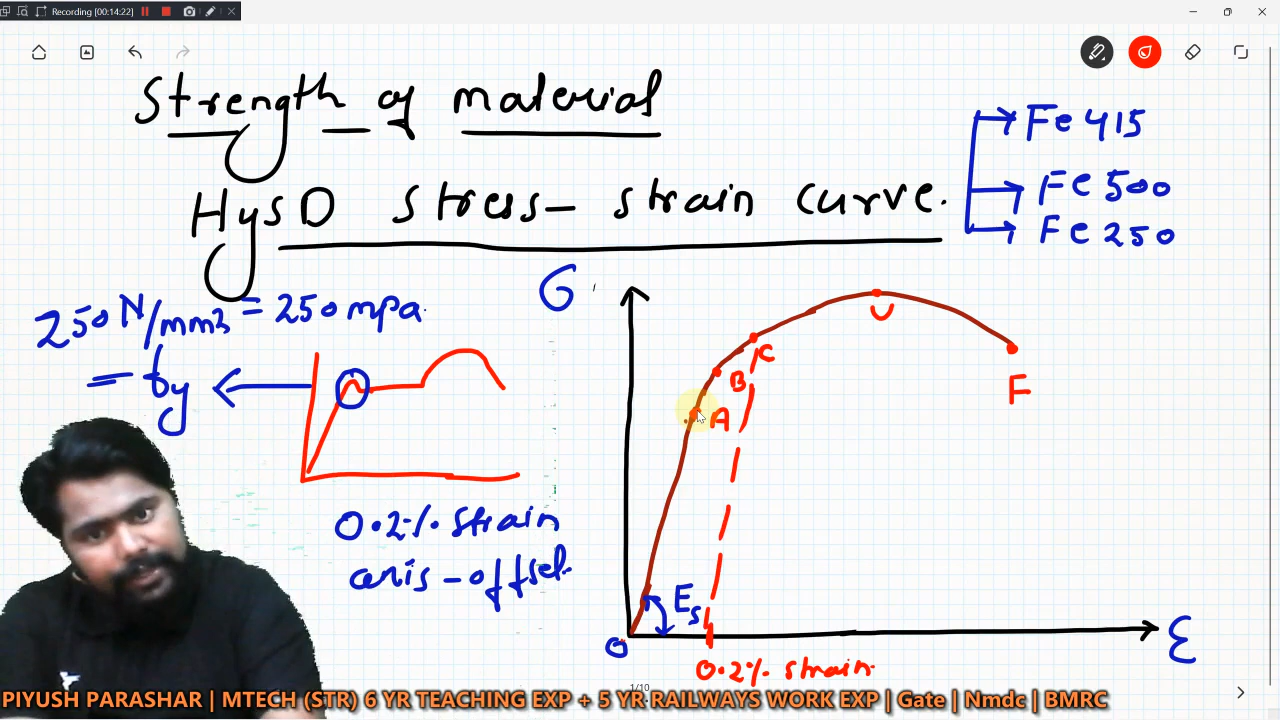 Recording [00:14:22]
Strength of material
HysD stress- strain curve.
Fe 415
Fe 500
Fe 250
250 N/mm2 = 250 mpa
= fy
0.2% strain
axis - offset
σ
A
B
C
U
F
Es
O
ε
0.2% strain
1/10
PIYUSH PARASHAR | MTECH (STR) 6 YR TEACHING EXP + 5 YR RAILWAYS WORK EXP | Gate | Nmdc | BMRC